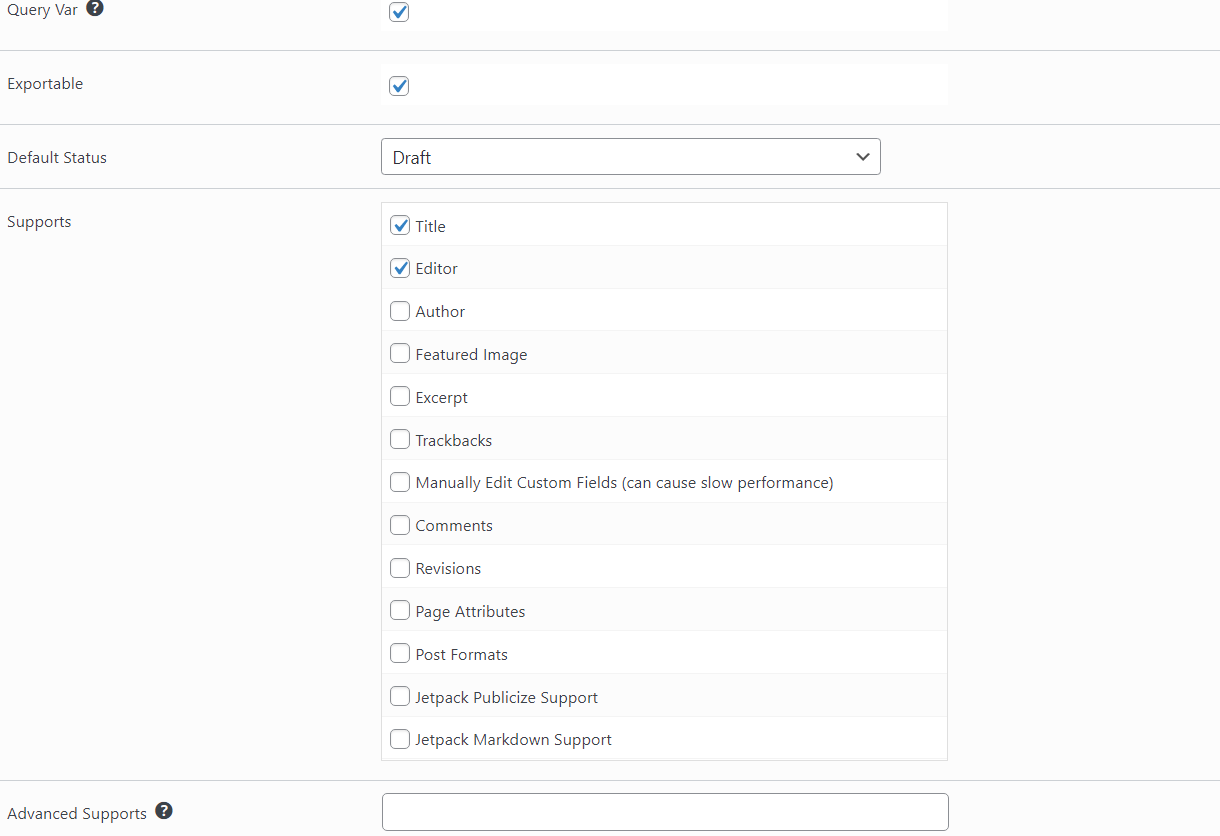 Query Var ?
Exportable
Default Status
Draft
Supports
Title
Editor
Author
Featured Image
Excerpt
Trackbacks
Manually Edit Custom Fields (can cause slow performance)
Comments
Revisions
Page Attributes
Post Formats
Jetpack Publicize Support
Jetpack Markdown Support
Advanced Supports ?